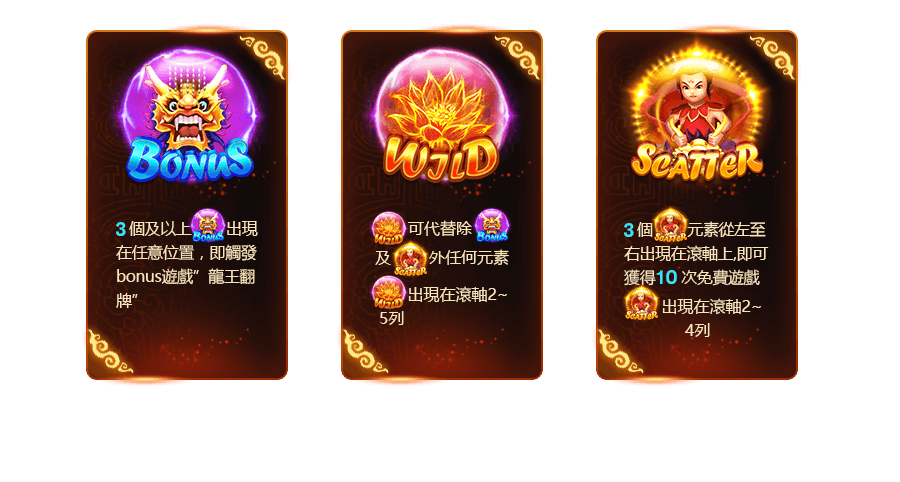 BONUS
3 個及以上 BONUS 出現
在任意位置，即觸發
bonus遊戲”龍王翻
牌”
WILD
WILD 可代替除 BONUS
及 SCATTER 外任何元素
WILD 出現在滾軸2~
5列
SCATTER
3 個 SCATTER 元素從左至
右出現在滾軸上,即可
獲得10 次免費遊戲
SCATTER 出現在滾軸2~
4列